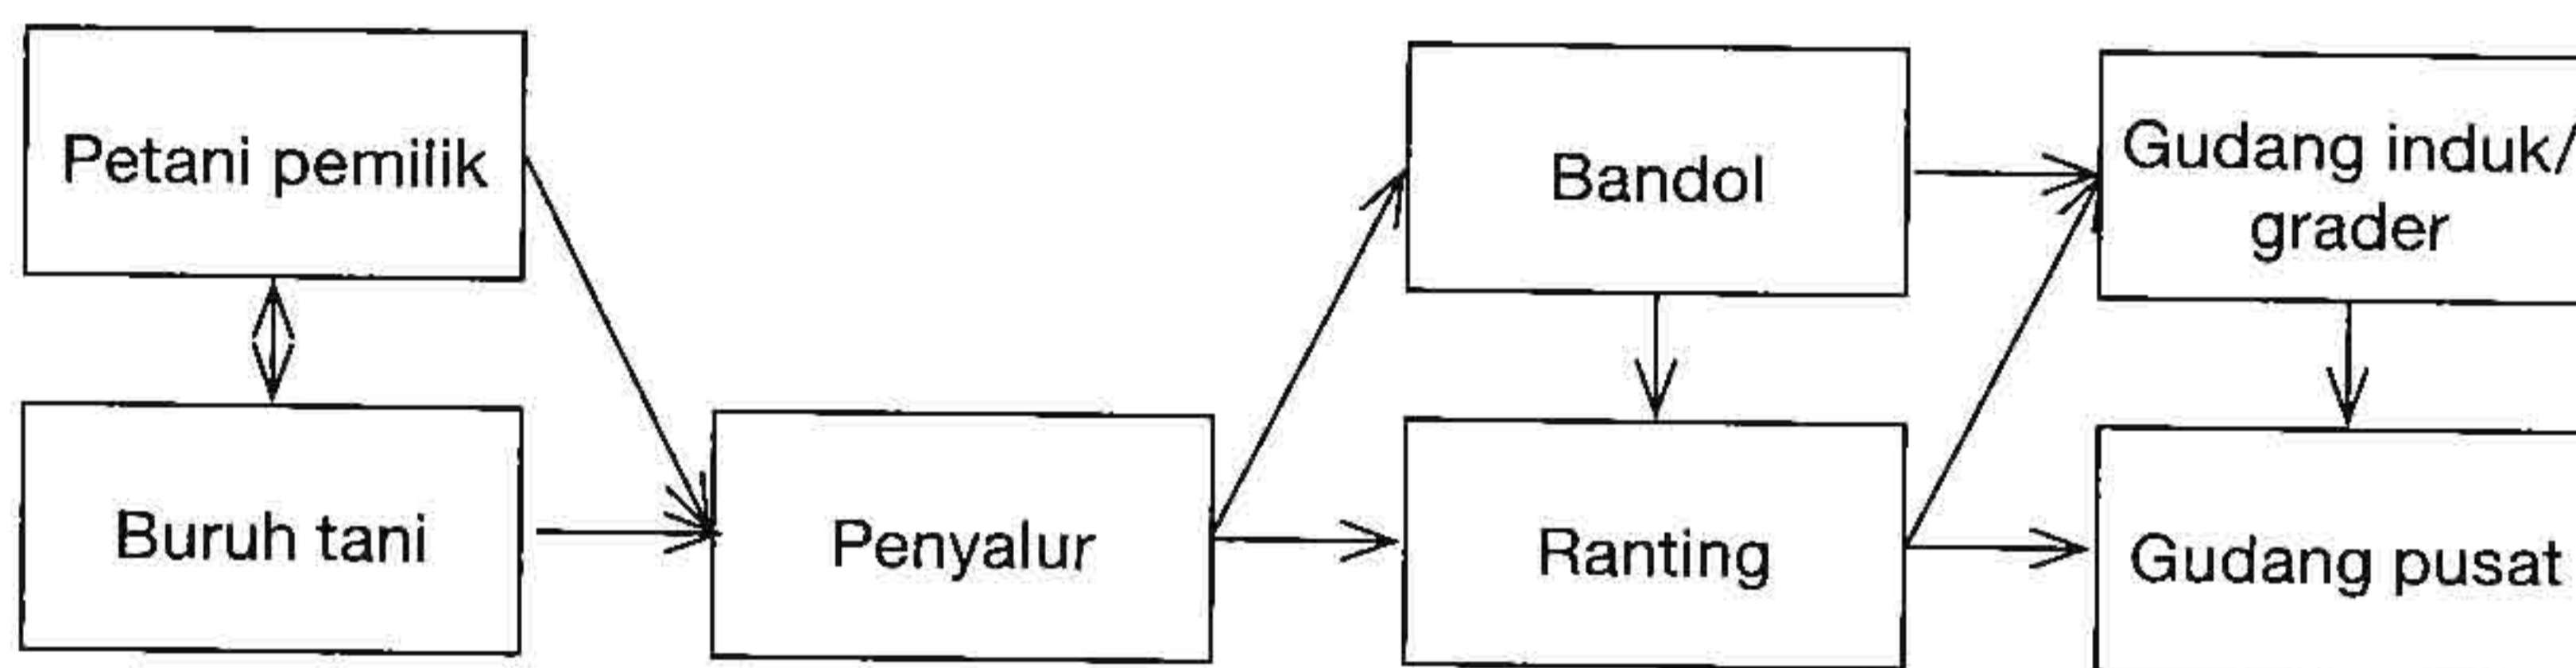 Petani pemilik
Buruh tani
Penyalur
Bandol
Ranting
Gudang induk/
grader
Gudang pusat